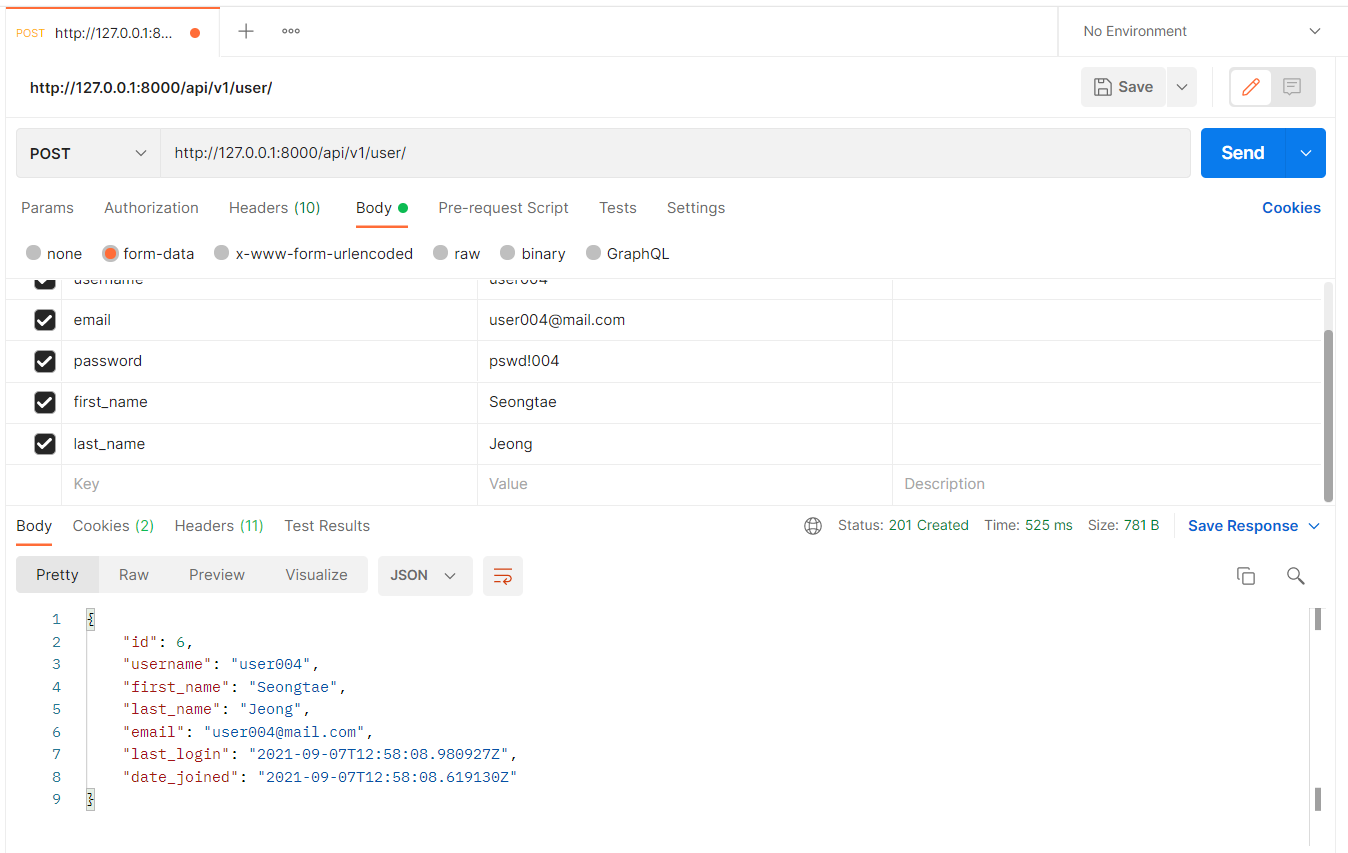 POST http://127.0.0.1:8...
No Environment
http://127.0.0.1:8000/api/v1/user/
Save
POST http://127.0.0.1:8000/api/v1/user/ Send
Params Authorization Headers (10) Body Pre-request Script Tests Settings Cookies
none form-data x-www-form-urlencoded raw binary GraphQL
username user004
email user004@mail.com
password pswd!004
first_name Seongtae
last_name Jeong
Key Value Description
Body Cookies (2) Headers (11) Test Results Status: 201 Created Time: 525 ms Size: 781 B Save Response
Pretty Raw Preview Visualize JSON
1 {
2 "id": 6,
3 "username": "user004",
4 "first_name": "Seongtae",
5 "last_name": "Jeong",
6 "email": "user004@mail.com",
7 "last_login": "2021-09-07T12:58:08.980927Z",
8 "date_joined": "2021-09-07T12:58:08.619130Z"
9 }